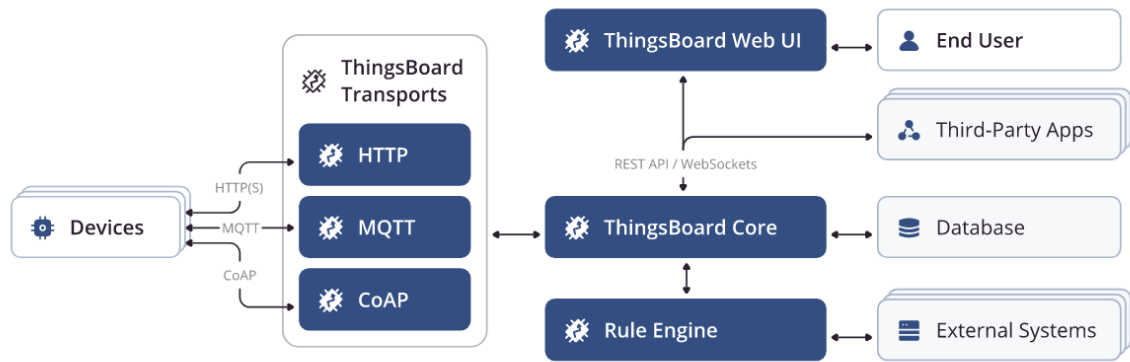 ThingsBoard Web UI
End User
ThingsBoard
Transports
Third-Party Apps
HTTP
REST API / WebSockets
HTTP(S)
Devices
MQTT
MQTT
ThingsBoard Core
Database
CoAP
CoAP
Rule Engine
External Systems